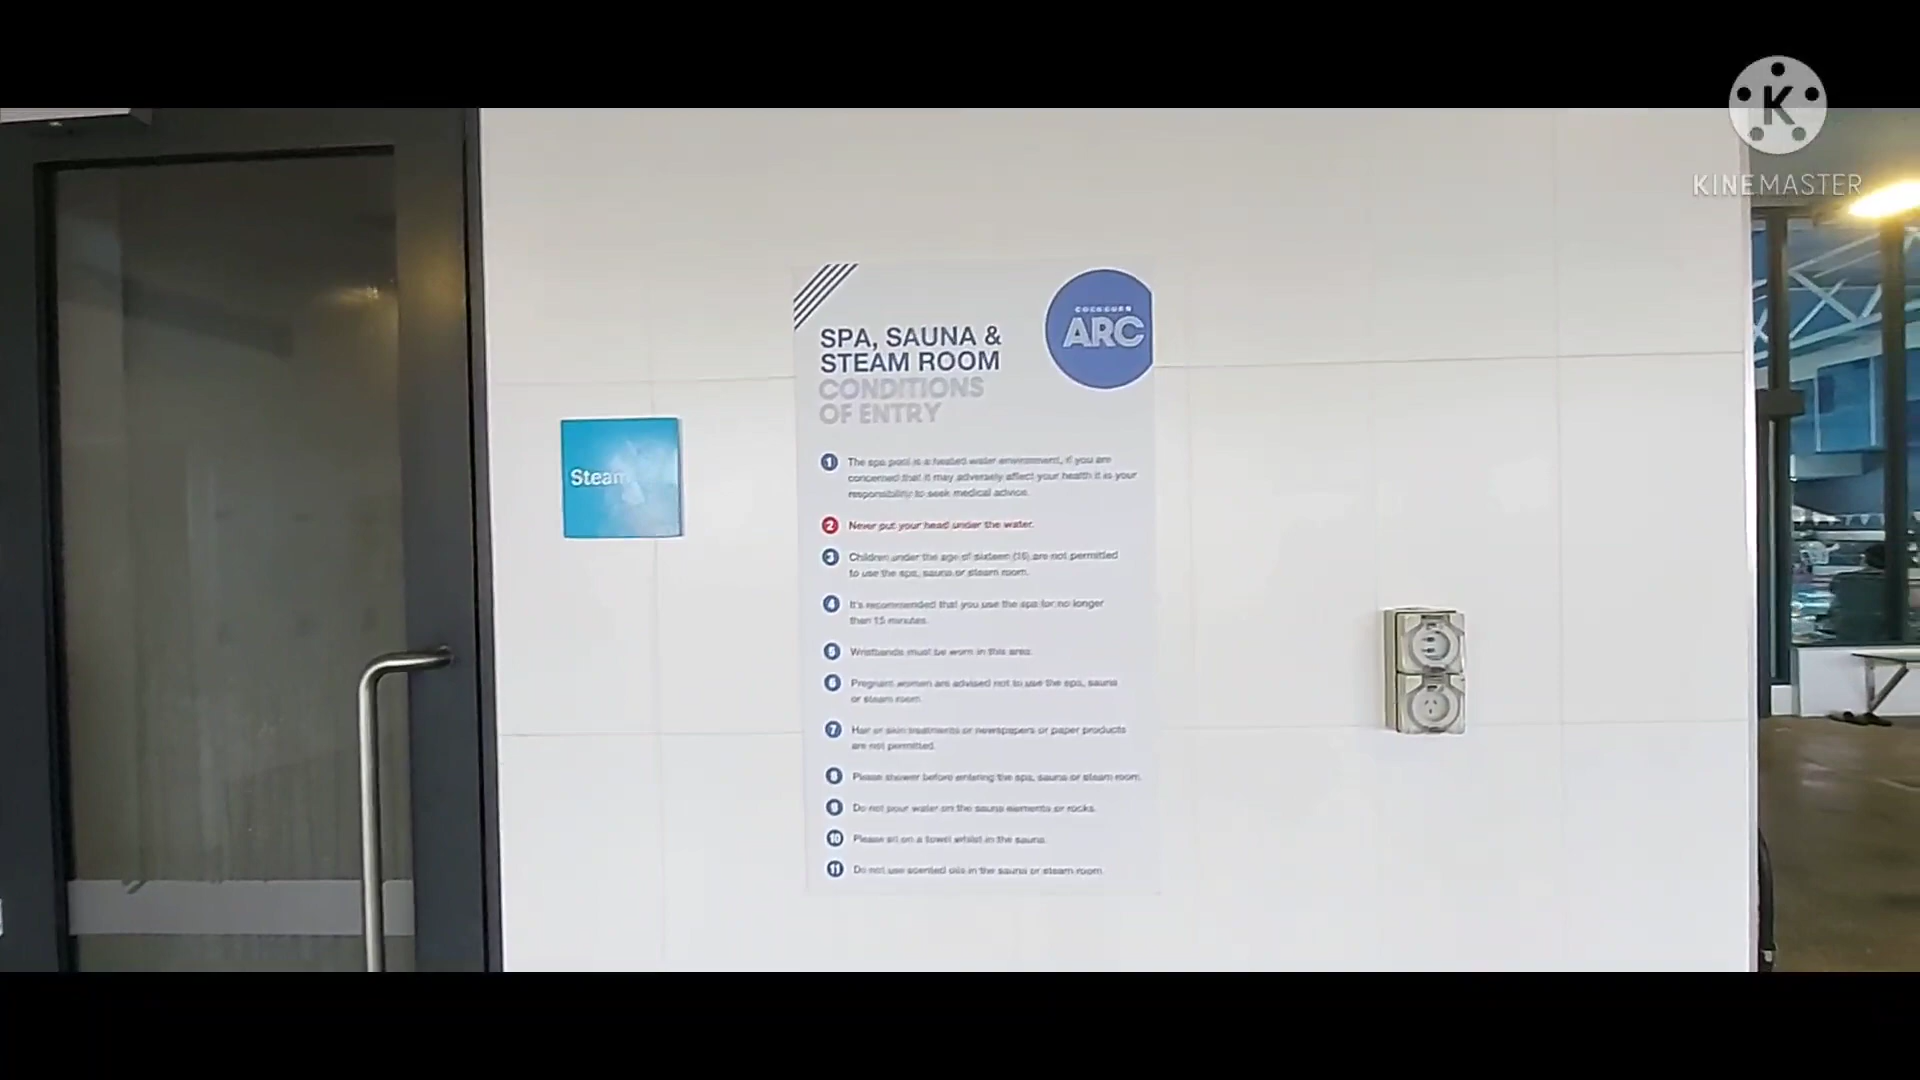 KINEMASTER
COCKBURN
ARC
SPA, SAUNA &
STEAM ROOM
CONDITIONS
OF ENTRY
Steam
1 The spa pool is a heated water environment, if you are
concerned that it may adversely affect your health it is your
responsibility to seek medical advice.
2 Never put your head under the water.
3 Children under the age of sixteen (16) are not permitted
to use the spa, sauna or steam room.
4 It's recommended that you use the spa for no longer
than 15 minutes.
5 Wristbands must be worn in this area.
6 Pregnant women are advised not to use the spa, sauna
or steam room.
7 Hair or skin treatments or newspapers or paper products
are not permitted.
8 Please shower before entering the spa, sauna or steam room.
9 Do not pour water on the sauna elements or rocks.
10 Please sit on a towel whilst in the sauna.
11 Do not use scented oils in the sauna or steam room.